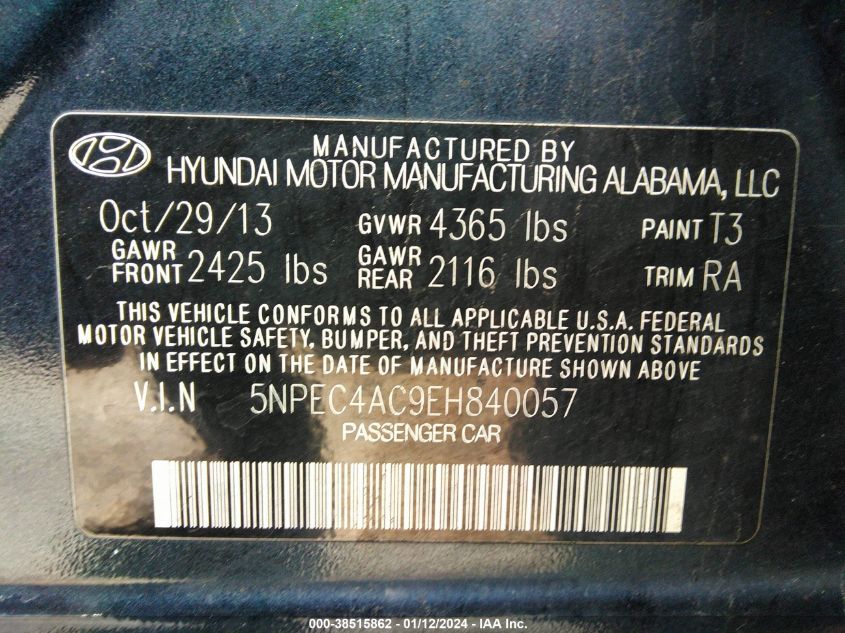 MANUFACTURED BY
HYUNDAI MOTOR MANUFACTURING ALABAMA, LLC
Oct/29/13 GVWR 4365 lbs PAINT T3
GAWR FRONT 2425 lbs GAWR REAR 2116 lbs TRIM RA
THIS VEHICLE CONFORMS TO ALL APPLICABLE U.S.A. FEDERAL
MOTOR VEHICLE SAFETY, BUMPER, AND THEFT PREVENTION STANDARDS
IN EFFECT ON THE DATE OF MANUFACTURE SHOWN ABOVE
V.I.N 5NPEC4AC9EH840057
PASSENGER CAR
000-38515862 - 01/12/2024 - IAA Inc.